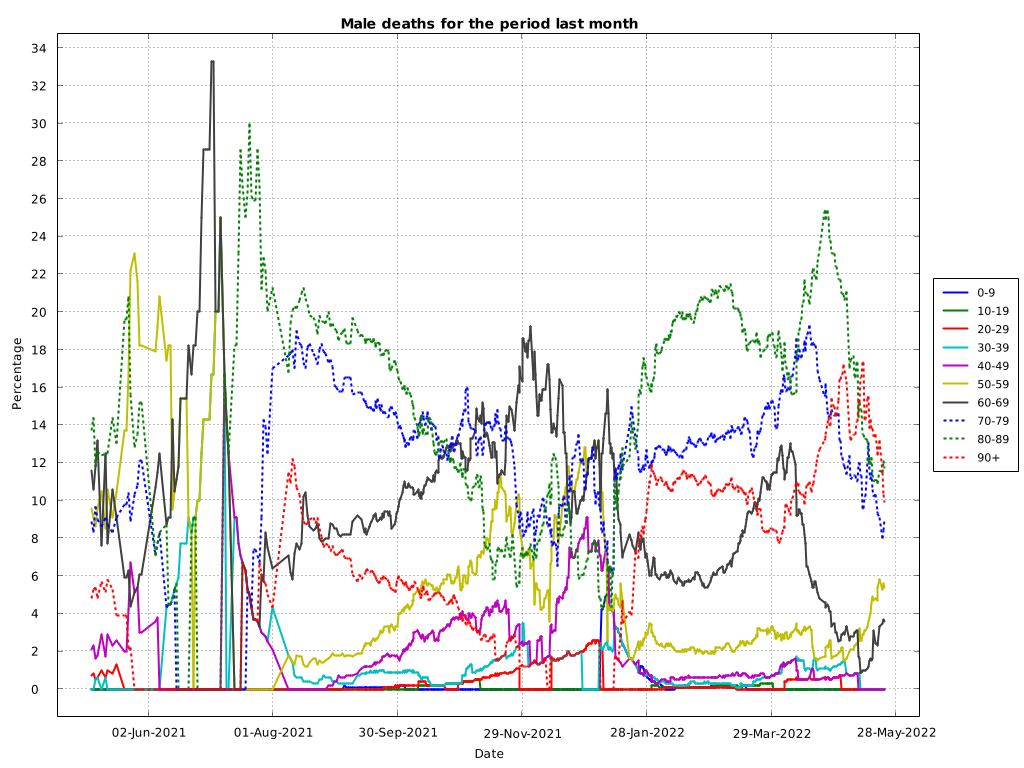 Male deaths for the period last month
Percentage
34
32
30
28
26
24
22
20
18
16
14
12
10
8
6
4
2
0
02-Jun-2021
01-Aug-2021
30-Sep-2021
29-Nov-2021
28-Jan-2022
29-Mar-2022
28-May-2022
Date
0-9
10-19
20-29
30-39
40-49
50-59
60-69
70-79
80-89
90+